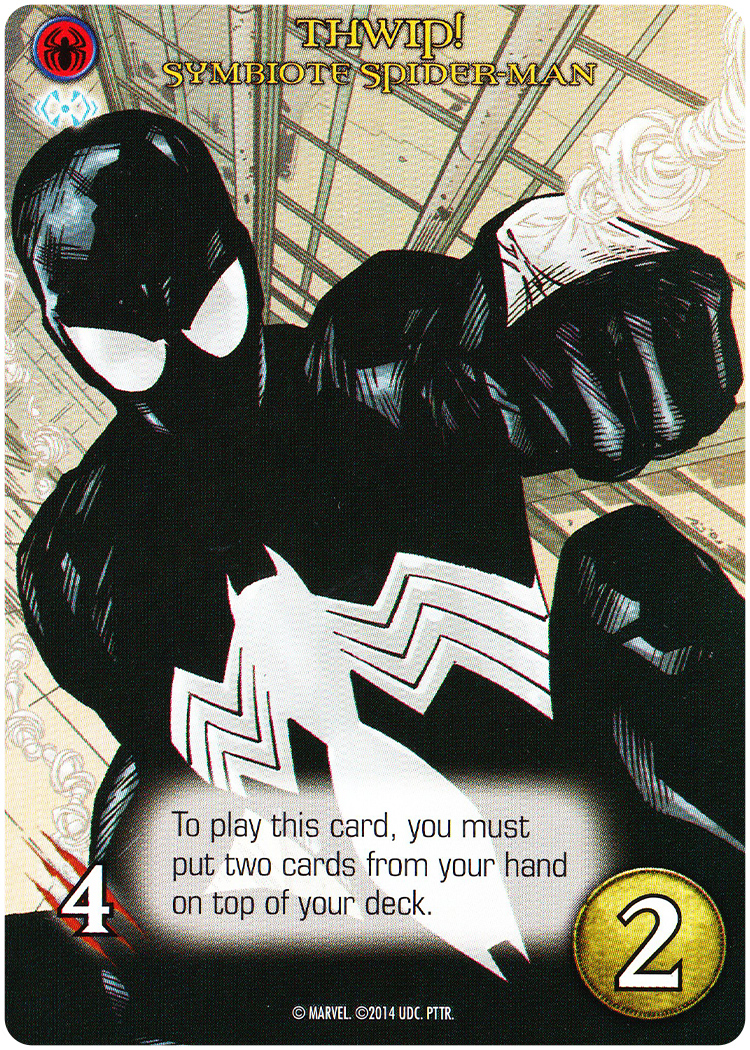 THWIP!
SYMBIOTE SPIDER-MAN
To play this card, you must
put two cards from your hand
on top of your deck.
4
2
© MARVEL. ©2014 UDC. PTTR.